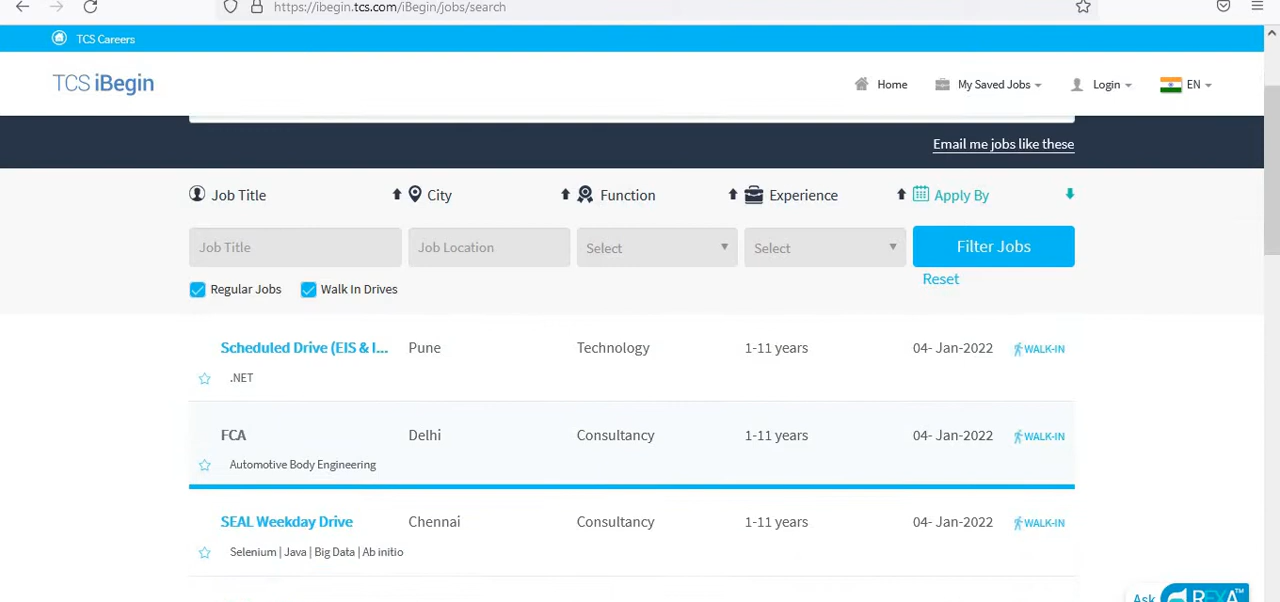 https://ibegin.tcs.com/iBegin/jobs/search
TCS Careers
TCS iBegin
Home
My Saved Jobs
Login
EN
Email me jobs like these
Job Title
City
Function
Experience
Apply By
Job Title
Job Location
Select
Select
Filter Jobs
Reset
Regular Jobs
Walk In Drives
Scheduled Drive (EIS & I... Pune Technology 1-11 years 04- Jan-2022 WALK-IN
.NET
FCA Delhi Consultancy 1-11 years 04- Jan-2022 WALK-IN
Automotive Body Engineering
SEAL Weekday Drive Chennai Consultancy 1-11 years 04- Jan-2022 WALK-IN
Selenium | Java | Big Data | Ab initio
Ask REXA™